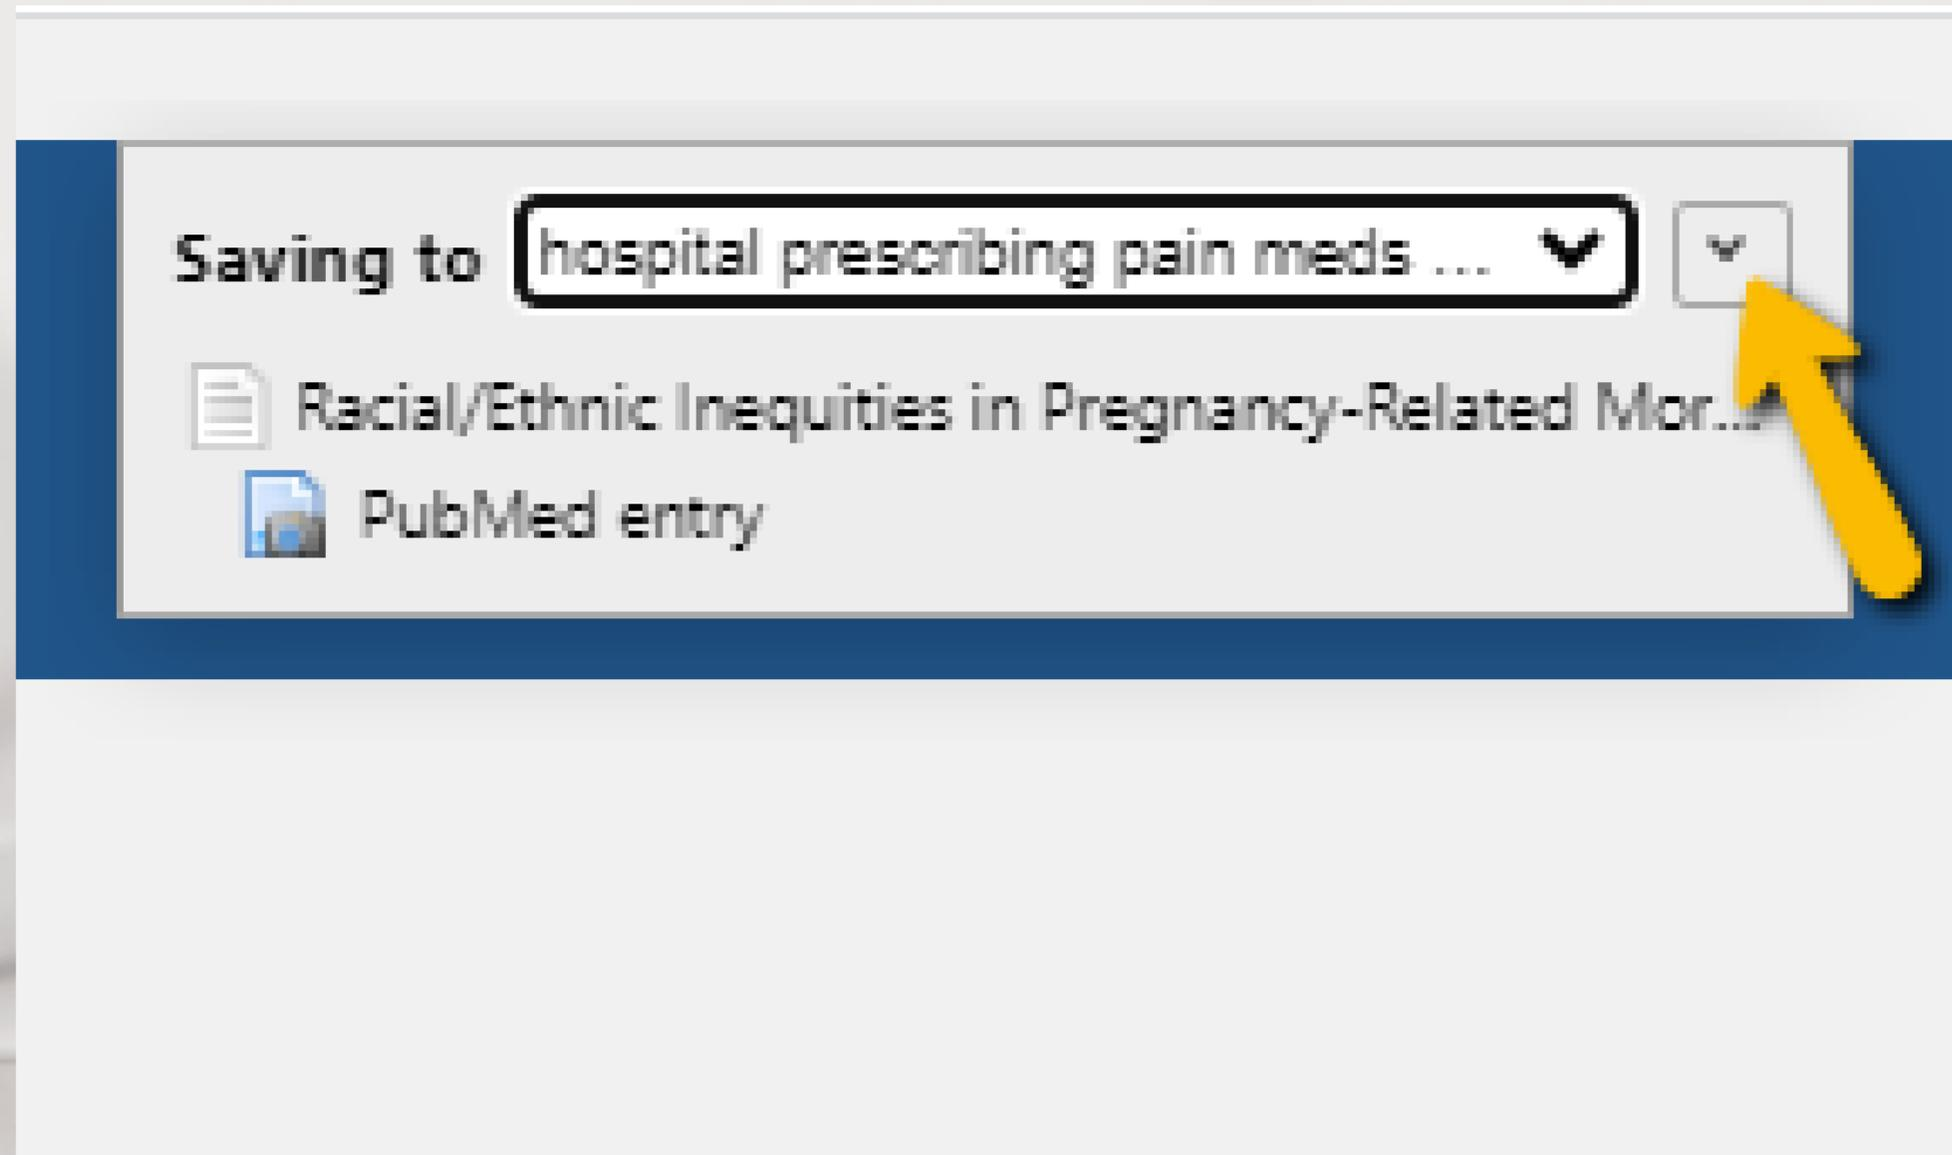 Saving to hospital prescribing pain meds ...
Racial/Ethnic Inequities in Pregnancy-Related Mor...
PubMed entry